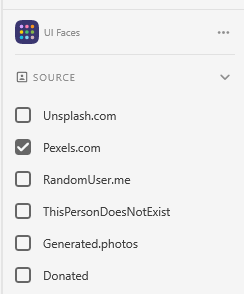 UI Faces
SOURCE
Unsplash.com
Pexels.com
RandomUser.me
ThisPersonDoesNotExist
Generated.photos
Donated